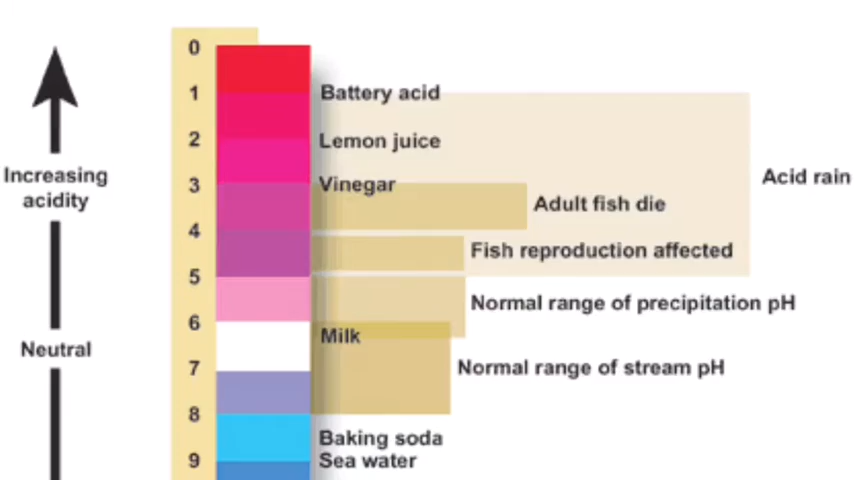 0
1
Battery acid
2
Lemon juice
Increasing
acidity
3
Vinegar
Acid rain
Adult fish die
4
Fish reproduction affected
5
Normal range of precipitation pH
6
Milk
Neutral
7
Normal range of stream pH
8
Baking soda
9
Sea water